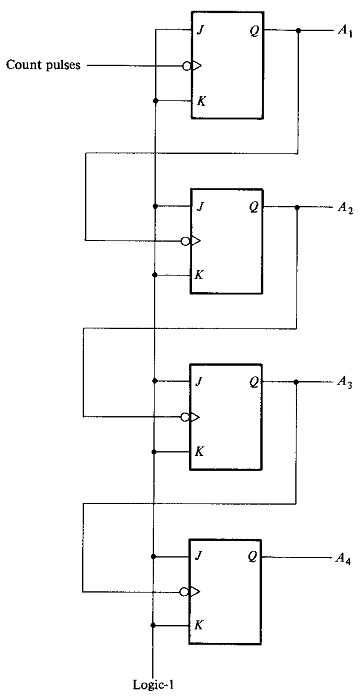 J Q A1
Count pulses
K
J Q A2
K
J Q A3
K
J Q A4
K
Logic-1